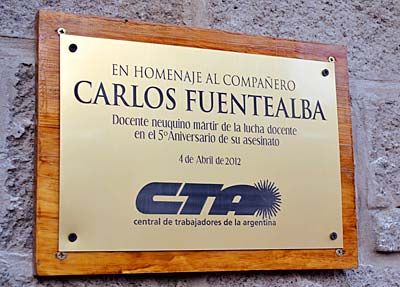 EN HOMENAJE AL COMPAÑERO
CARLOS FUENTEALBA
Docente neuquino mártir de la lucha docente
en el 5º Aniversario de su asesinato
4 de Abril de 2012
CTA
central de trabajadores de la argentina